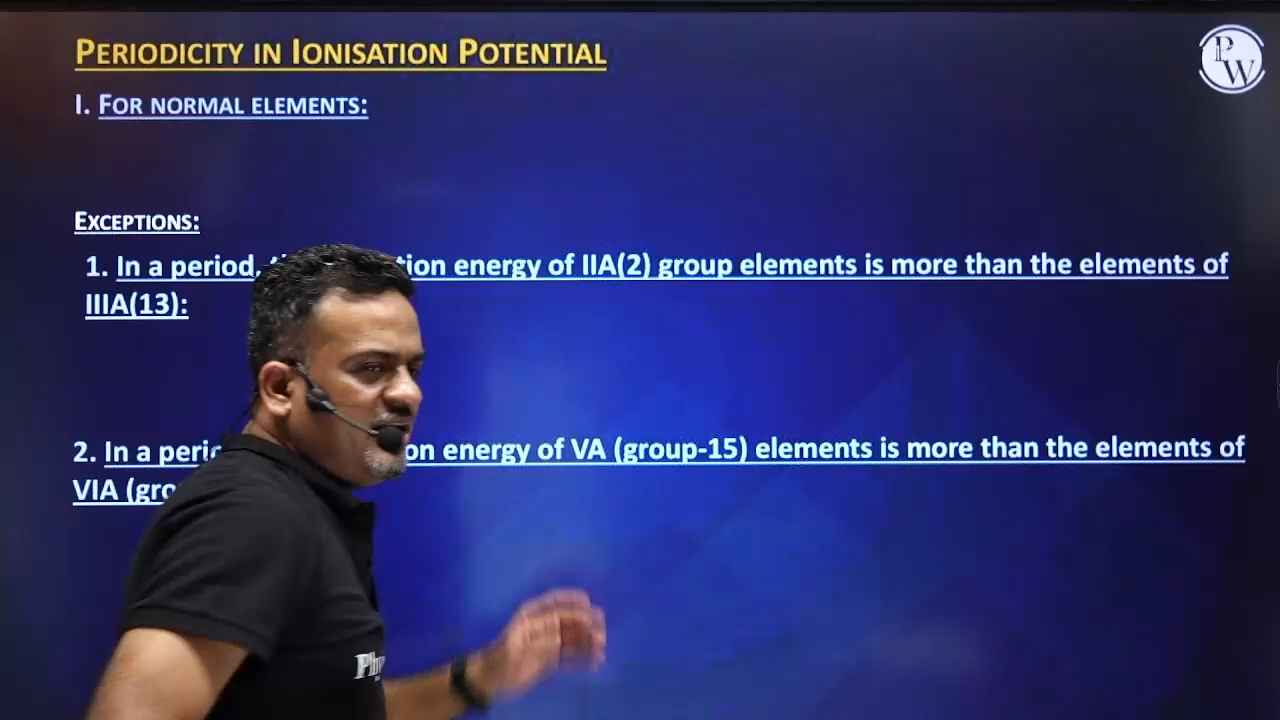 PERIODICITY IN IONISATION POTENTIAL
PW
I. FOR NORMAL ELEMENTS:
EXCEPTIONS:
1. In a period, tion energy of IIA(2) group elements is more than the elements of
IIIA(13):
2. In a on energy of VA (group-15) elements is more than the elements of
VIA